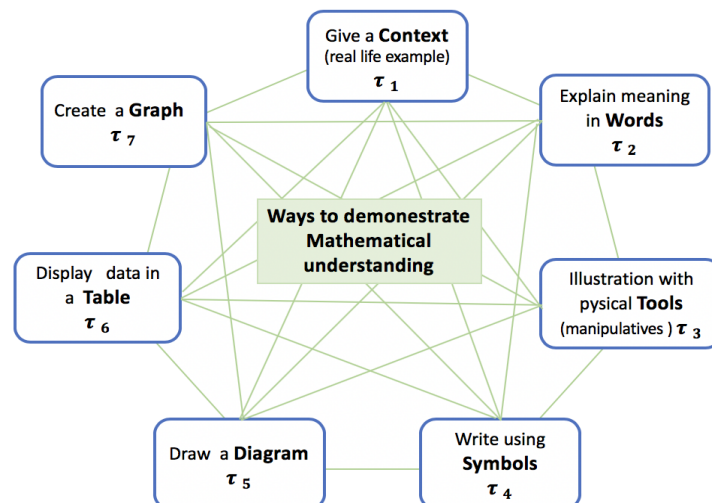 Give a Context
(real life example)
τ 1
Explain meaning
in Words
τ 2
Illustration with
pysical Tools
(manipulatives ) τ 3
Write using
Symbols
τ 4
Draw a Diagram
τ 5
Display data in
a Table
τ 6
Create a Graph
τ 7
Ways to demonestrate
Mathematical
understanding